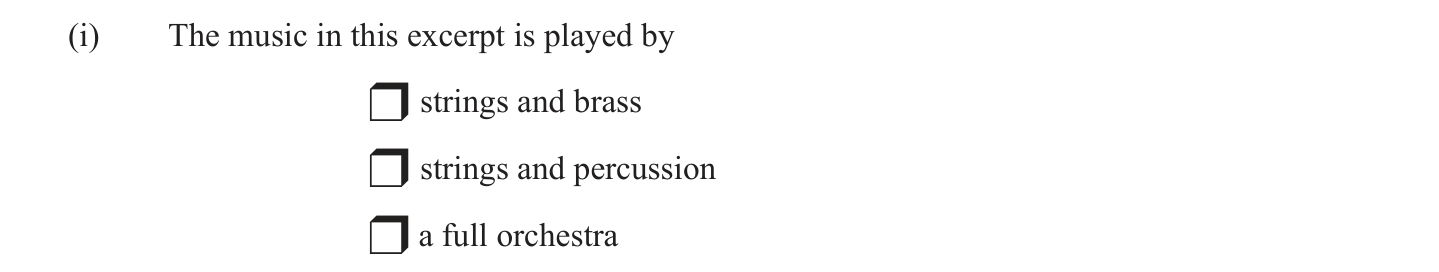 (i) The music in this excerpt is played by
strings and brass
strings and percussion
a full orchestra